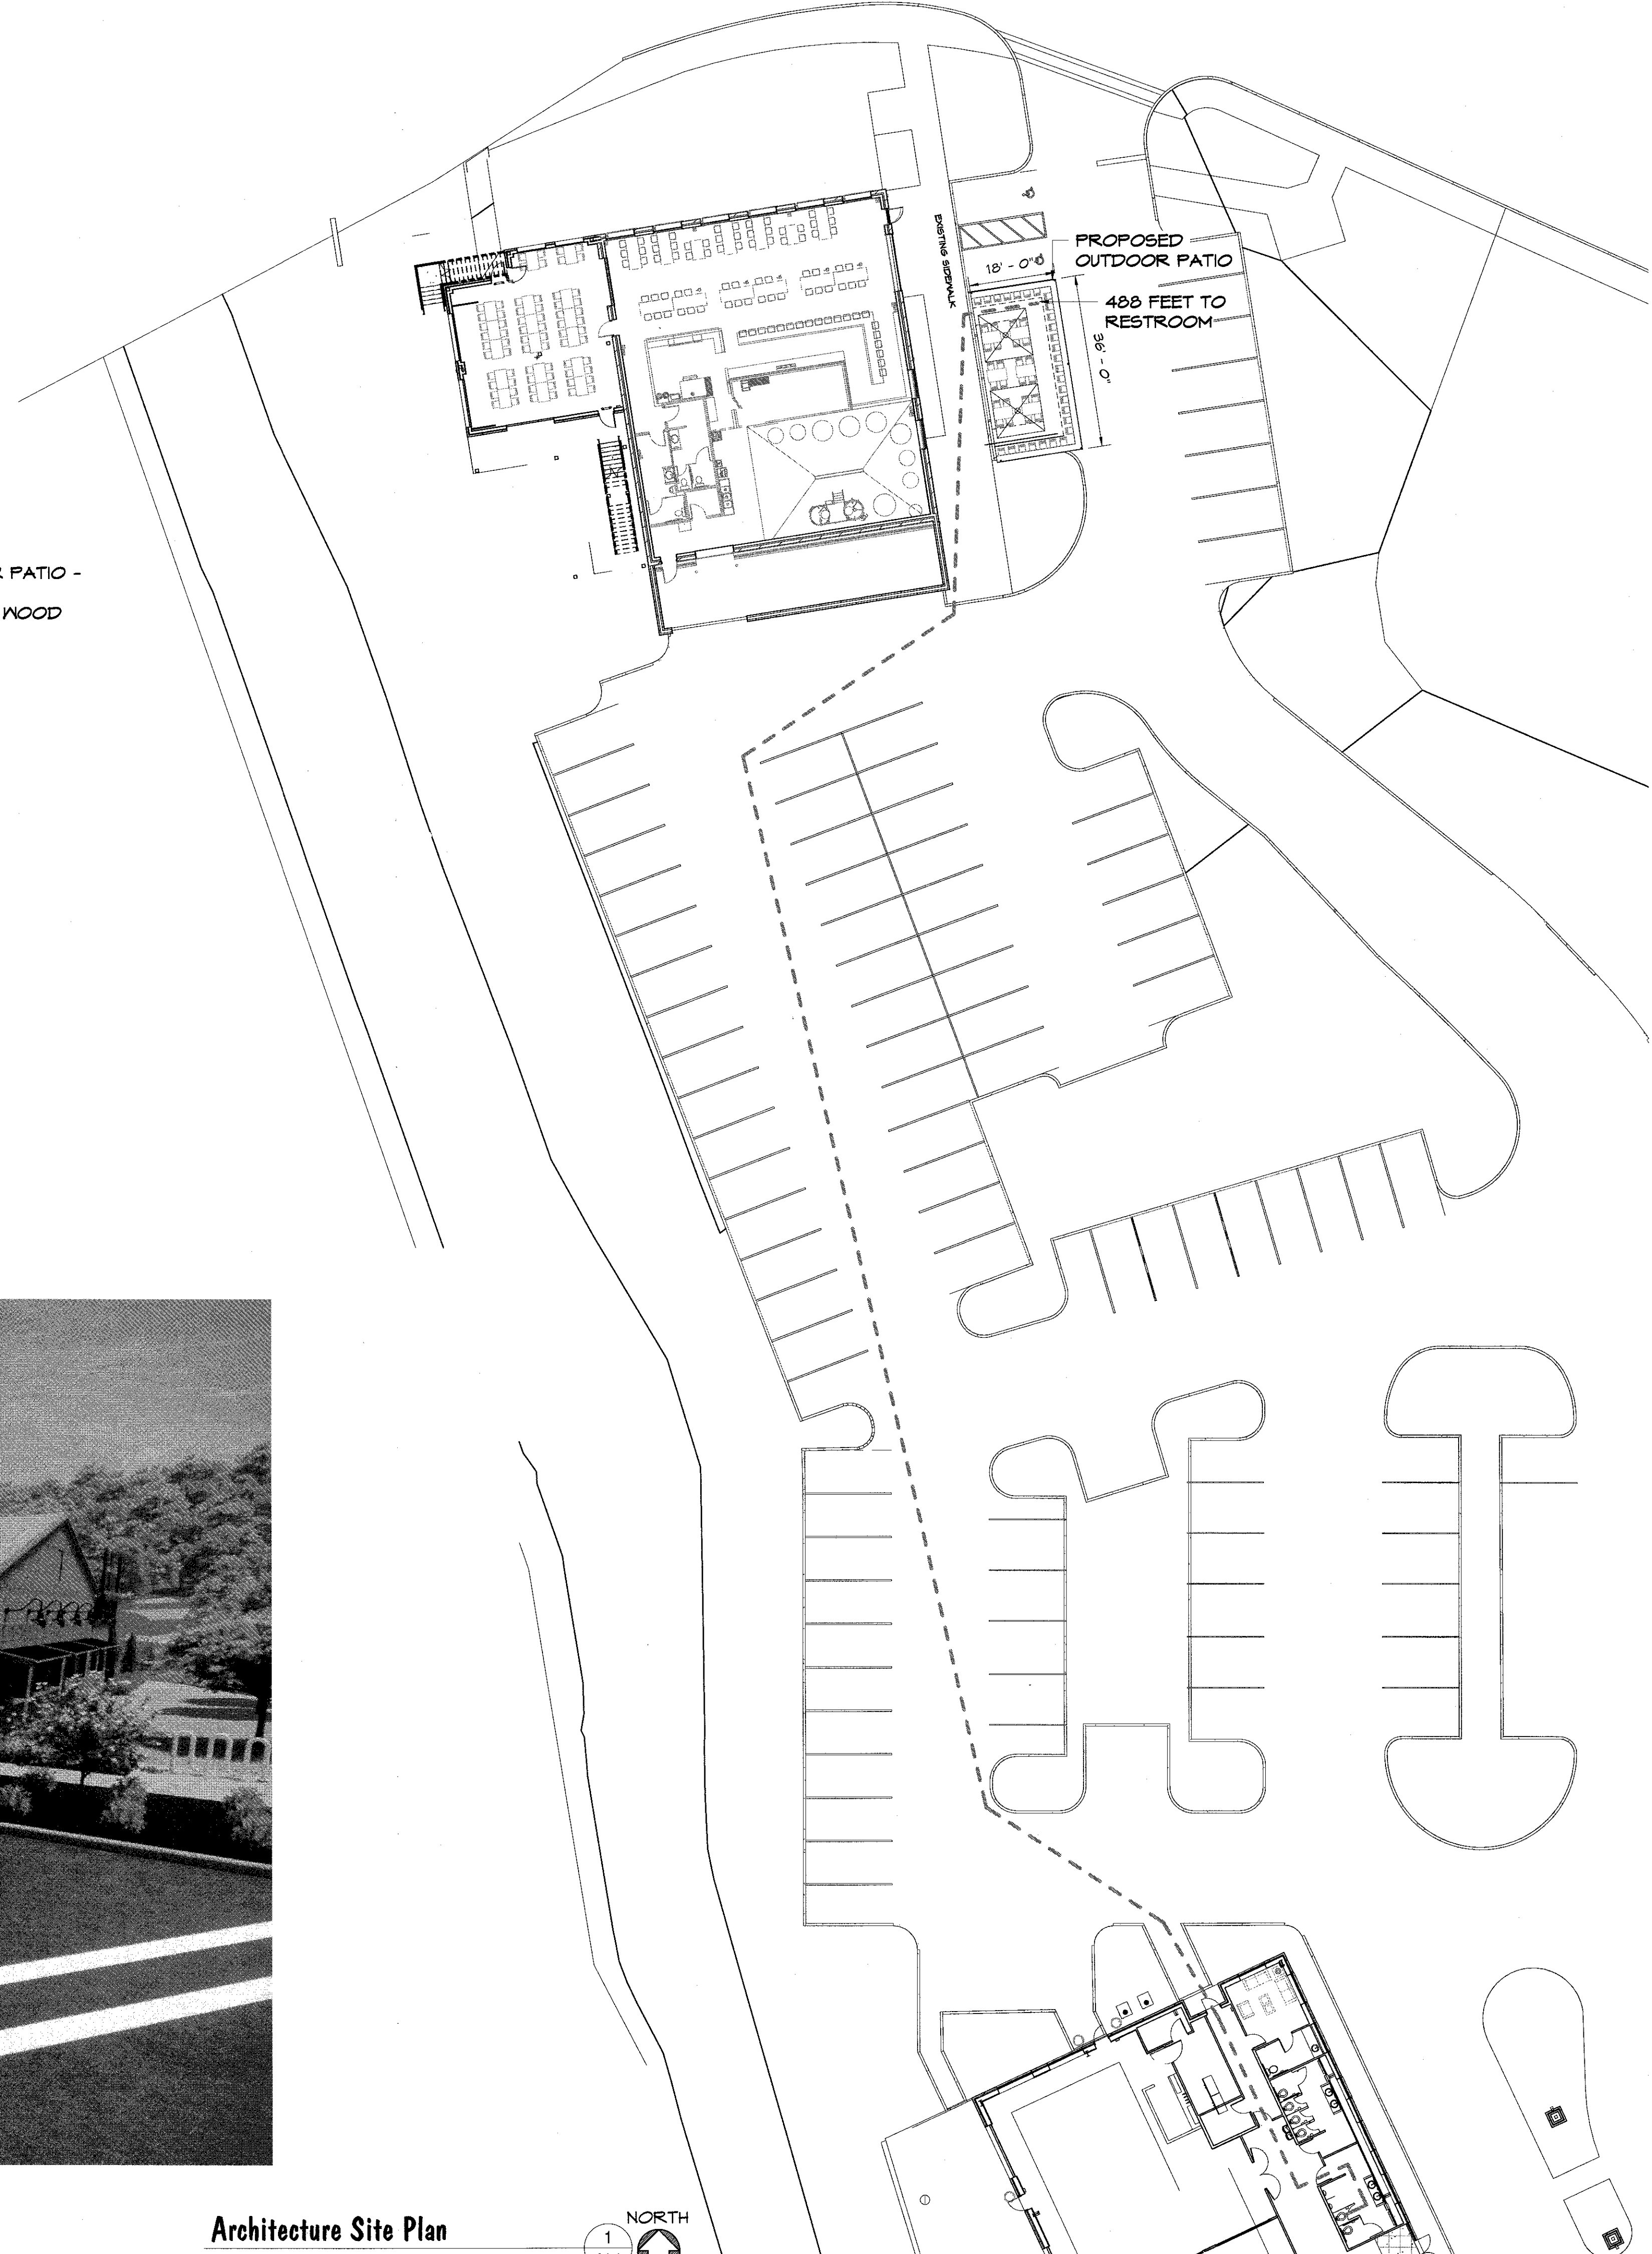 EXISTING SIDEWALK
PROPOSED
OUTDOOR PATIO
18' - 0"
488 FEET TO
RESTROOM
36' - 0"
PATIO -
WOOD
Architecture Site Plan
1
NORTH